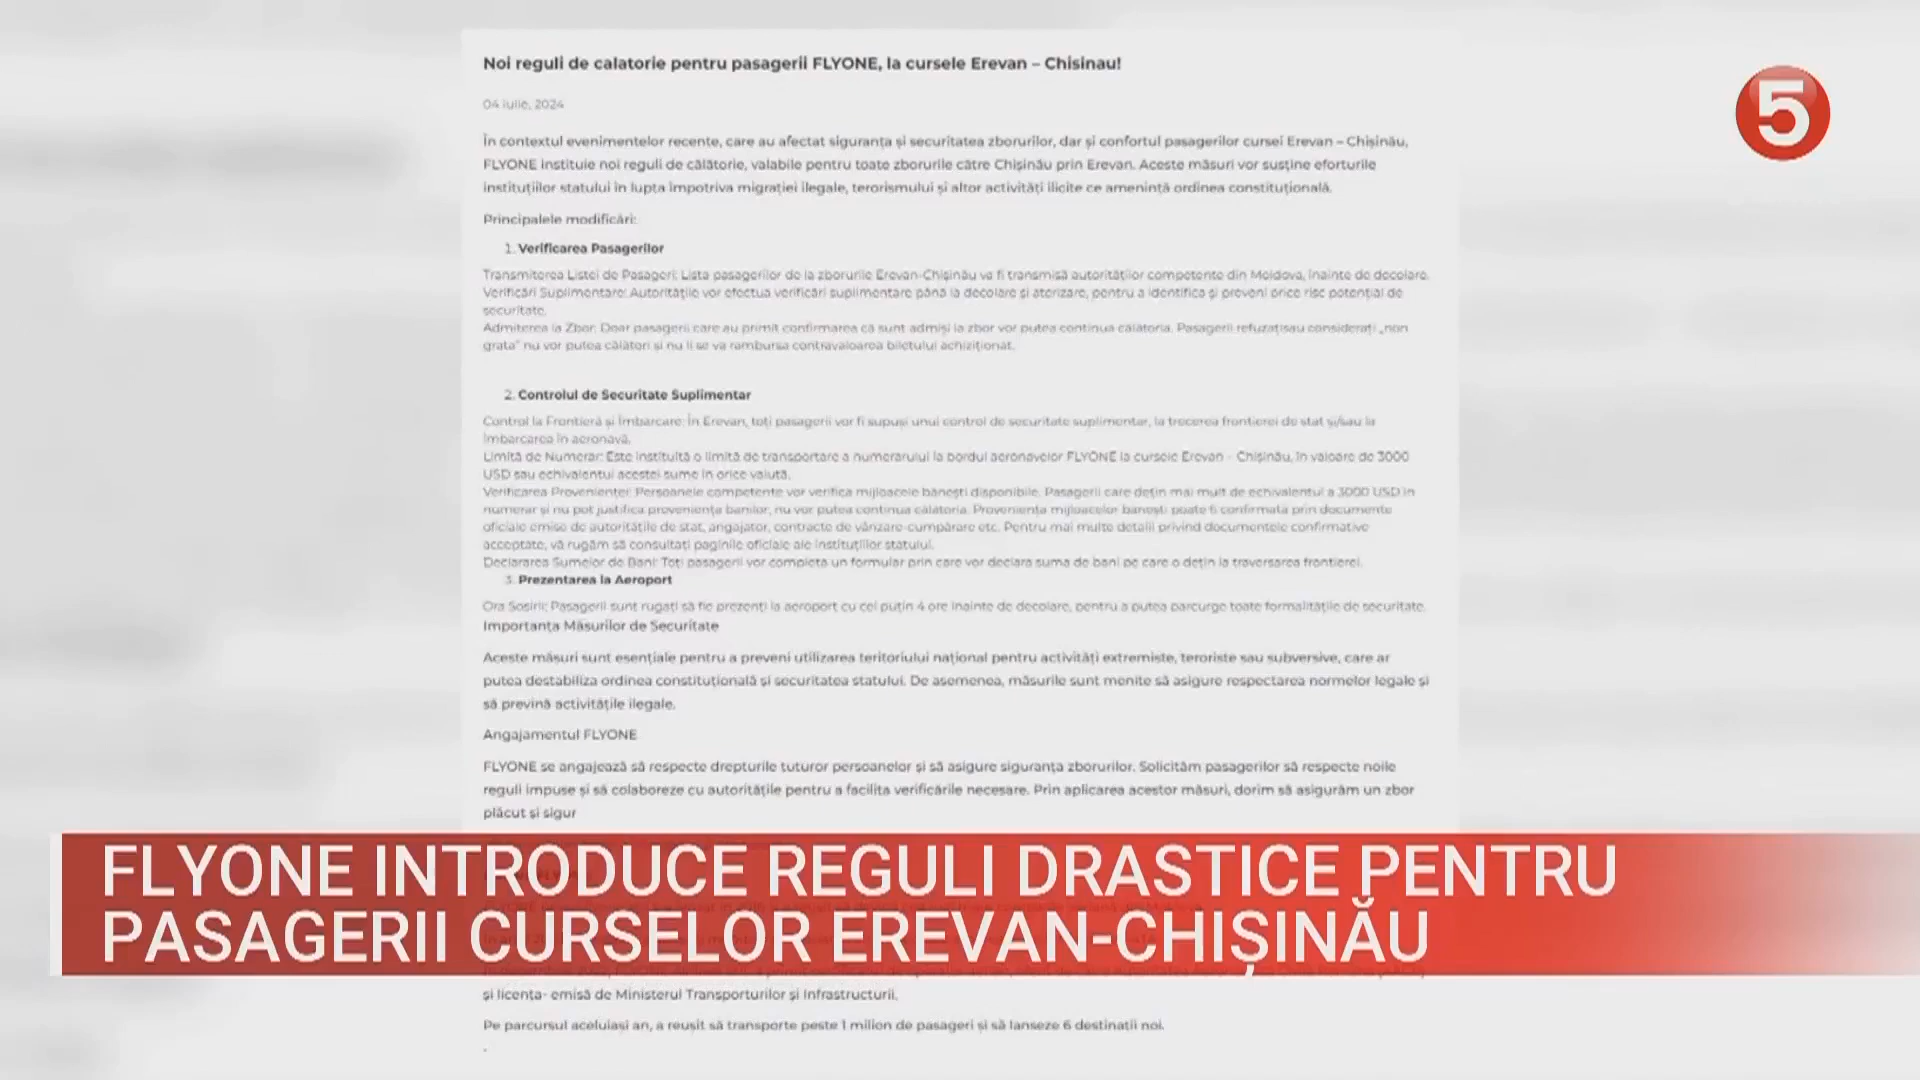 Noi reguli de calatorie pentru pasagerii FLYONE, la cursele Erevan – Chisinau!
5
04 iulie, 2024
În contextul evenimentelor recente, care au afectat siguranța și securitatea zborurilor, dar și confortul pasagerilor cursei Erevan – Chișinău,
FLYONE instituie noi reguli de călătorie, valabile pentru toate zborurile către Chișinău prin Erevan. Aceste măsuri vor susține eforturile
instituțiilor statului în lupta împotriva migrației ilegale, terorismului și altor activități ilicite ce amenință ordinea constituțională.
Principalele modificări:
1. Verificarea Pasagerilor
Transmiterea Listei de Pasageri: Lista pasagerilor de la zborurile Erevan-Chișinău va fi transmisă autorităților competente din Moldova, înainte de decolare.
Verificări Suplimentare: Autoritățile vor efectua verificări suplimentare până la decolare și aterizare, pentru a identifica și preveni orice risc potențial de
securitate.
Admiterea la Zbor: Doar pasagerii care au primit confirmarea că sunt admiși la zbor vor putea continua călătoria. Pasagerii refuzațisau considerați „non
grata” nu vor putea călători și nu li se va rambursa contravaloarea biletului achiziționat.
2. Controlul de Securitate Suplimentar
Control la Frontieră și Îmbarcare: În Erevan, toți pasagerii vor fi supuși unui control de securitate suplimentar, la trecerea frontierei de stat și/sau la
îmbarcarea în aeronavă.
Limită de Numerar: Este instituită o limită de transportare a numerarului la bordul aeronavelor FLYONE la cursele Erevan - Chișinău, în valoare de 3000
USD sau echivalentul acestei sume în orice valută.
Verificarea Provenienței: Persoanele competente vor verifica mijloacele bănești disponibile. Pasagerii care dețin mai mult de echivalentul a 3000 USD în
numerar și nu pot justifica proveniența banilor, nu vor putea continua călătoria. Proveniența mijloacelor bănești poate fi confirmată prin documente
oficiale emise de autoritățile de stat, angajator, contracte de vânzare-cumpărare etc. Pentru mai multe detalii privind documentele confirmative
acceptate, vă rugăm să consultați paginile oficiale ale instituțiilor statului.
Declararea Sumelor de Bani: Toți pasagerii vor completa un formular prin care vor declara suma de bani pe care o dețin la traversarea frontierei.
3. Prezentarea la Aeroport
Ora Sosirii: Pasagerii sunt rugați să fie prezenți la aeroport cu cel puțin 4 ore înainte de decolare, pentru a putea parcurge toate formalitățile de securitate.
Importanța Măsurilor de Securitate
Aceste măsuri sunt esențiale pentru a preveni utilizarea teritoriului național pentru activități extremiste, teroriste sau subversive, care ar
putea destabiliza ordinea constituțională și securitatea statului. De asemenea, măsurile sunt menite să asigure respectarea normelor legale și
să prevină activitățile ilegale.
Angajamentul FLYONE
FLYONE se angajează să respecte drepturile tuturor persoanelor și să asigure siguranța zborurilor. Solicităm pasagerilor să respecte noile
reguli impuse și să colaboreze cu autoritățile pentru a facilita verificările necesare. Prin aplicarea acestor măsuri, dorim să asigurăm un zbor
plăcut și sigur
FLYONE INTRODUCE REGULI DRASTICE PENTRU
PASAGERII CURSELOR EREVAN-CHIȘINĂU
și licența- emisă de Ministerul Transporturilor și Infrastructurii.
Pe parcursul aceluiași an, a reușit să transporte peste 1 milion de pasageri și să lanseze 6 destinații noi.